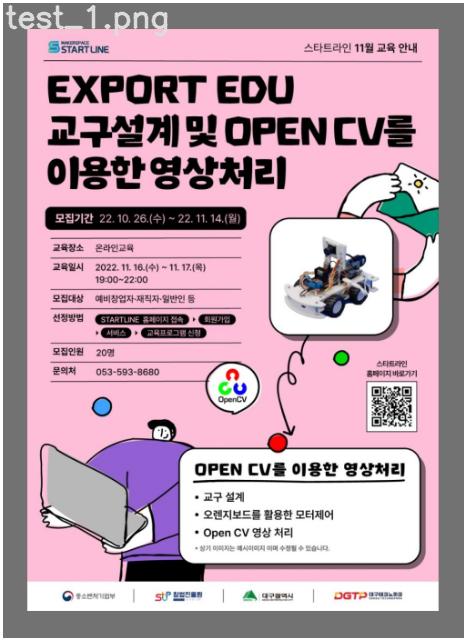 test_1.png
MAKERSPACE
STARTLINE
스타트라인 11월 교육 안내
EXPORT EDU
교구설계 및 OPEN CV를
이용한 영상처리
모집기간 22. 10. 26.(수) ~ 22. 11. 14.(월)
교육장소 온라인교육
교육일시 2022. 11. 16.(수) ~ 11. 17.(목)
19:00~22:00
모집대상 예비창업자·재직자·일반인 등
선정방법 STARTLINE 홈페이지 접속 회원가입
서비스 교육프로그램 신청
모집인원 20명
문의처 053-593-8680
OpenCV
스타트라인
홈페이지 바로가기
OPEN CV를 이용한 영상처리
• 교구 설계
• 오렌지보드를 활용한 모터제어
• Open CV 영상 처리
* 상기 이미지는 예시이미지 이며 수정될 수 있습니다.
중소벤처기업부 창업진흥원 대구광역시 DGTP 대구테크노파크